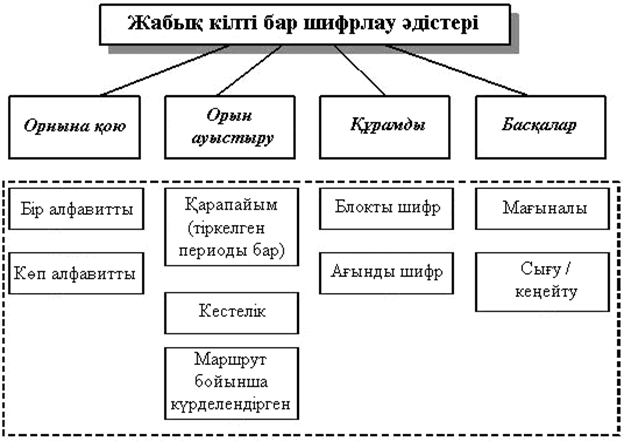 Жабық кілті бар шифрлау әдістері
Орнына қою
Орын
ауыстыру
Құрамды
Басқалар
Бір алфавитты
Көп алфавитты
Қарапайым
(тіркелген
периоды бар)
Кестелік
Маршрут
бойынша
күрделендірген
Блокты шифр
Ағынды шифр
Мағыналы
Сығу /
кеңейту